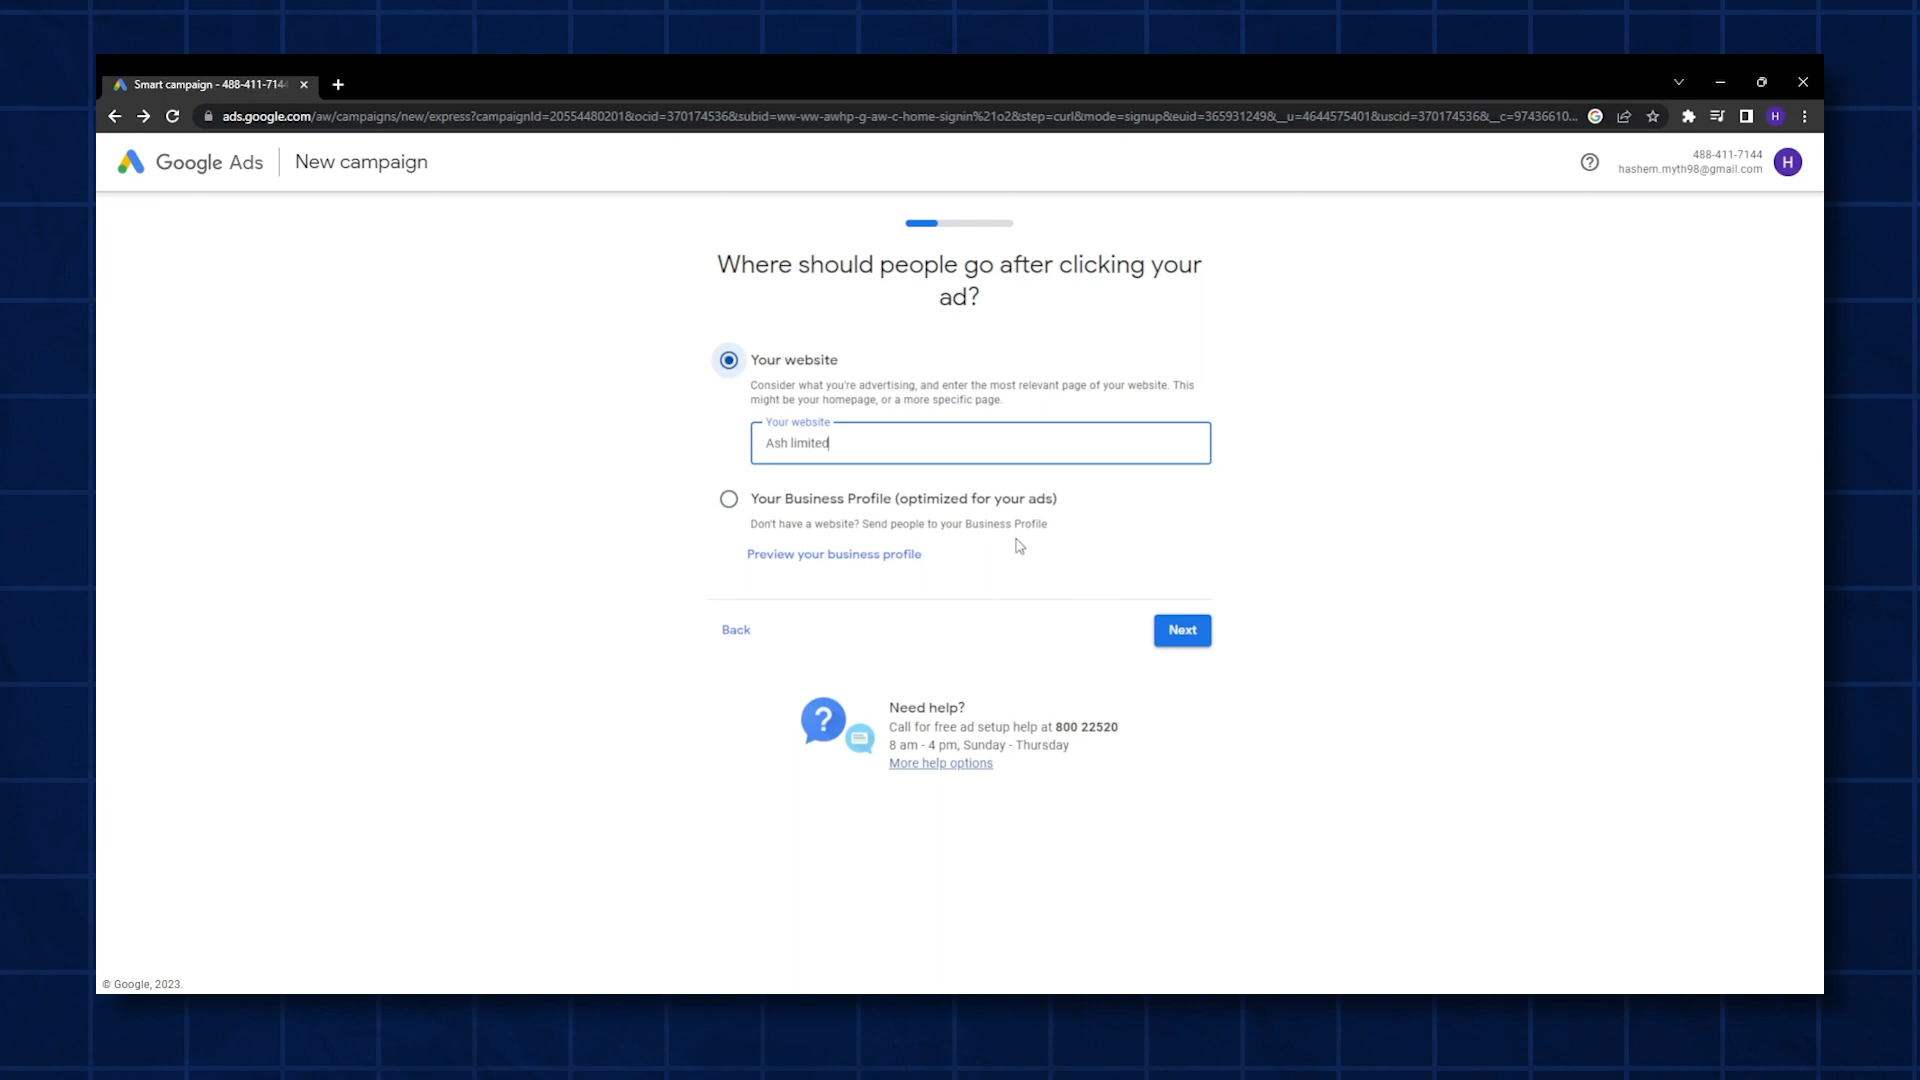 Smart campaign - 488-411-7144
ads.google.com/aw/campaigns/new/express?campaignId=20554480201&ocid=370174536&subid=ww-ww-awhp-g-aw-c-home-signin%21o2&step=curl&mode=signup&euid=365931249&__u=4644575401&uscid=370174536&__c=97436610...
H
Google Ads
New campaign
488-411-7144
hashem.myth98@gmail.com
H
Where should people go after clicking your
ad?
Your website
Consider what you're advertising, and enter the most relevant page of your website. This
might be your homepage, or a more specific page.
Your website
Ash limited
Your Business Profile (optimized for your ads)
Don't have a website? Send people to your Business Profile
Preview your business profile
Back
Next
Need help?
Call for free ad setup help at 800 22520
8 am - 4 pm, Sunday - Thursday
More help options
© Google, 2023.